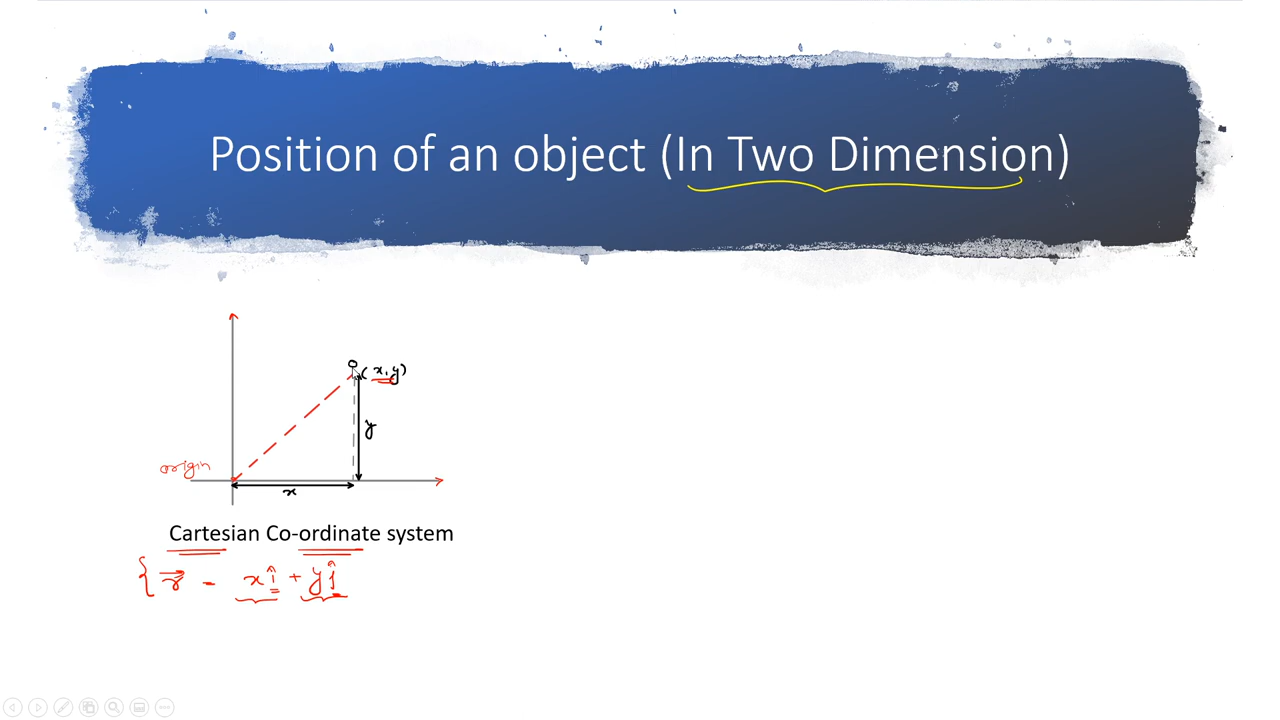 Position of an object (In Two Dimension)
(x, y)
y
origin
x
Cartesian Co-ordinate system
{ r⃗ = xî + yĵ